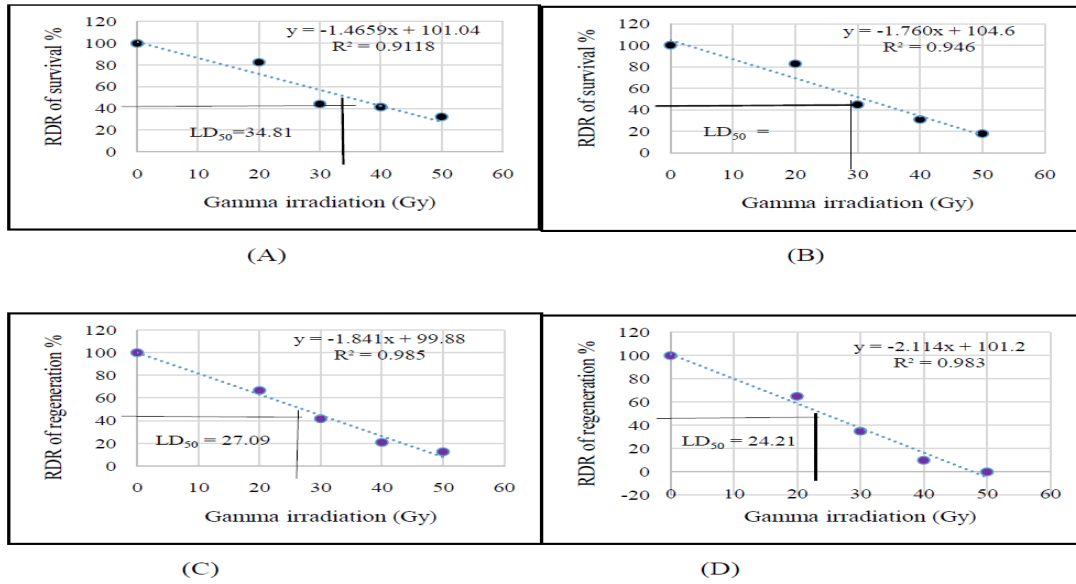 y = -1.4659x + 101.04
R² = 0.9118
RDR of survival %
120
100
80
60
40
20
0
LD₅₀=34.81
0 10 20 30 40 50 60
Gamma irradiation (Gy)
(A)
y = -1.760x + 104.6
R² = 0.946
RDR of survival %
120
100
80
60
40
20
0
LD₅₀ =
0 10 20 30 40 50 60
Gamma irradiation (Gy)
(B)
y = -1.841x + 99.88
R² = 0.985
RDR of regeneration %
120
100
80
60
40
20
0
LD₅₀ = 27.09
0 10 20 30 40 50 60
Gamma irradiation (Gy)
(C)
y = -2.114x + 101.2
R² = 0.983
RDR of regeneration %
120
100
80
60
40
20
0
-20
LD₅₀ = 24.21
0 10 20 30 40 50 60
Gamma irradiation (Gy)
(D)